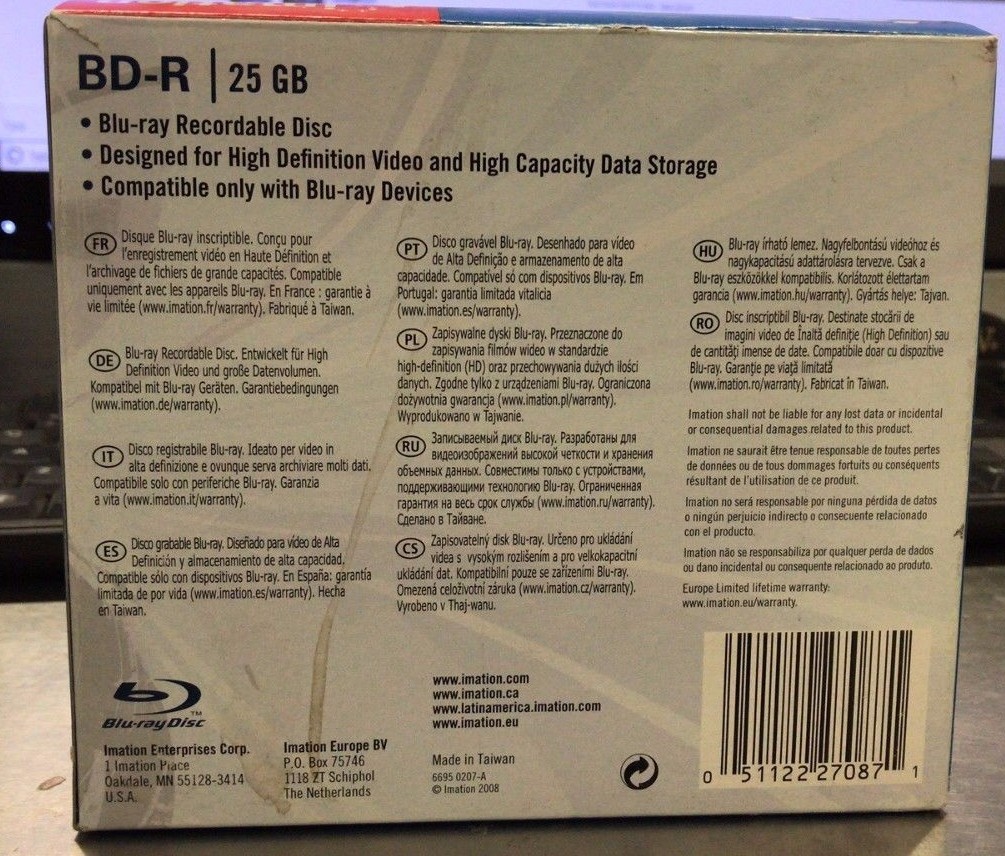 BD-R | 25 GB
• Blu-ray Recordable Disc
• Designed for High Definition Video and High Capacity Data Storage
• Compatible only with Blu-ray Devices
FR Disque Blu-ray inscriptible. Conçu pour
l'enregistrement vidéo en Haute Définition et
l'archivage de fichiers de grande capacités. Compatible
uniquement avec les appareils Blu-ray. En France : garantie à
vie limitée (www.imation.fr/warranty). Fabriqué à Taiwan.
DE Blu-ray Recordable Disc. Entwickelt für High
Definition Video und große Datenvolumen.
Kompatibel mit Blu-ray Geräten. Garantiebedingungen
(www.imation.de/warranty).
IT Disco registrabile Blu-ray. Ideato per video in
alta definizione e ovunque serva archiviare molti dati.
Compatibile solo con periferiche Blu-ray. Garanzia
a vita (www.imation.it/warranty).
ES Disco grabable Blu-ray. Diseñado para vídeo de Alta
Definición y almacenamiento de alta capacidad.
Compatible sólo con dispositivos Blu-ray. En España: garantía
limitada de por vida (www.imation.es/warranty). Hecha
en Taiwan.
PT Disco gravável Blu-ray. Desenhado para vídeo
de Alta Definição e armazenamento de alta
capacidade. Compatível só com dispositivos Blu-ray. Em
Portugal: garantia limitada vitalicia
(www.imation.es/warranty).
PL Zapisywalne dyski Blu-ray. Przeznaczone do
zapisywania filmów wideo w standardzie
high-definition (HD) oraz przechowywania dużych ilości
danych. Zgodne tylko z urządzeniami Blu-ray. Ograniczona
dożywotnia gwarancja (www.imation.pl/warranty).
Wyprodukowano w Tajwanie.
RU Записываемый диск Blu-ray. Разработаны для
видеоизображений высокой четкости и хранения
объемных данных. Совместимы только с устройствами,
поддерживающими технологию Blu-ray. Ограниченная
гарантия на весь срок службы (www.imation.ru/warranty).
Сделано в Тайване.
CS Zapisovatelný disk Blu-ray. Určeno pro ukládání
videa s vysokým rozlišením a pro velkokapacitní
ukládání dat. Kompatibilní pouze se zařízeními Blu-ray.
Omezená celoživotní záruka (www.imation.cz/warranty).
Vyrobeno v Thaj-wanu.
HU Blu-ray írható lemez. Nagyfelbontású videóhoz és
nagykapacitású adattárolásra tervezve. Csak a
Blu-ray eszközökkel kompatibilis. Korlátozott élettartam
garancia (www.imation.hu/warranty). Gyártás helye: Tajvan.
RO Disc inscriptibil Blu-ray. Destinate stocării de
imagini video de Înaltă definiţie (High Definition) sau
de cantităţi imense de date. Compatibile doar cu dispozitive
Blu-ray. Garanţie pe viaţă limitată
(www.imation.ro/warranty). Fabricat în Taiwan.
Imation shall not be liable for any lost data or incidental
or consequential damages related to this product.
Imation ne saurait être tenue responsable de toutes pertes
de données ou de tous dommages fortuits ou conséquents
résultant de l'utilisation de ce produit.
Imation no será responsable por ninguna pérdida de datos
o ningún perjuicio indirecto o consecuente relacionado
con el producto.
Imation não se responsabiliza por qualquer perda de dados
ou dano incidental ou consequente relacionado ao produto.
Europe Limited lifetime warranty:
www.imation.eu/warranty.
Blu-ray Disc TM
Imation Enterprises Corp.
1 Imation Place
Oakdale, MN 55128-3414
U.S.A.
Imation Europe BV
P.O. Box 75746
1118 ZT Schiphol
The Netherlands
www.imation.com
www.imation.ca
www.latinamerica.imation.com
www.imation.eu
Made in Taiwan
6695 0207-A
© Imation 2008
0 51122 27087 1